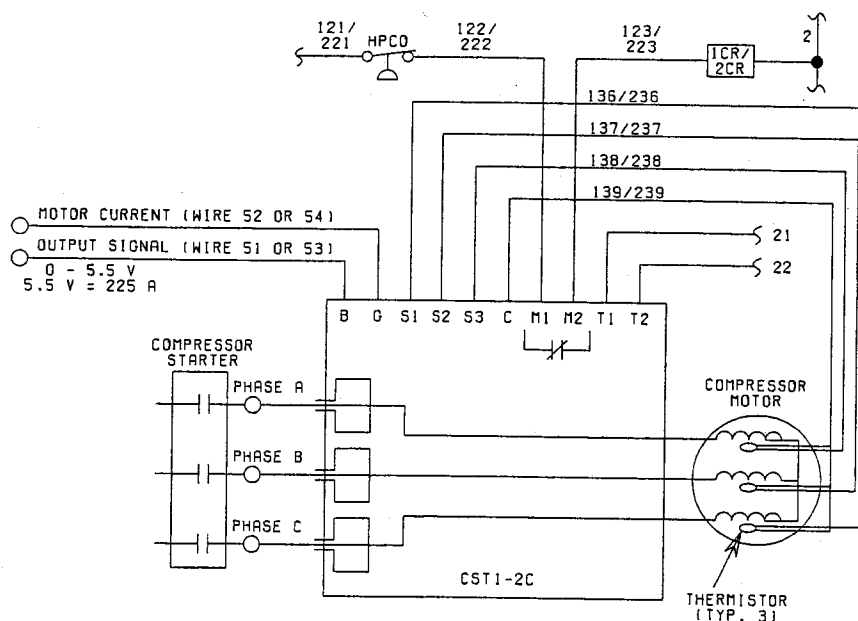 121/
221
HPCO
122/
222
123/
223
1CR/
2CR
2
136/236
137/237
138/238
139/239
MOTOR CURRENT (WIRE 52 OR 54)
OUTPUT SIGNAL (WIRE 51 OR 53)
0 - 5.5 V
5.5 V = 225 A
21
22
B G S1 S2 S3 C M1 M2 T1 T2
COMPRESSOR
STARTER
PHASE A
PHASE B
PHASE C
COMPRESSOR
MOTOR
CST1-2C
THERMISTOR
(TYP. 3)